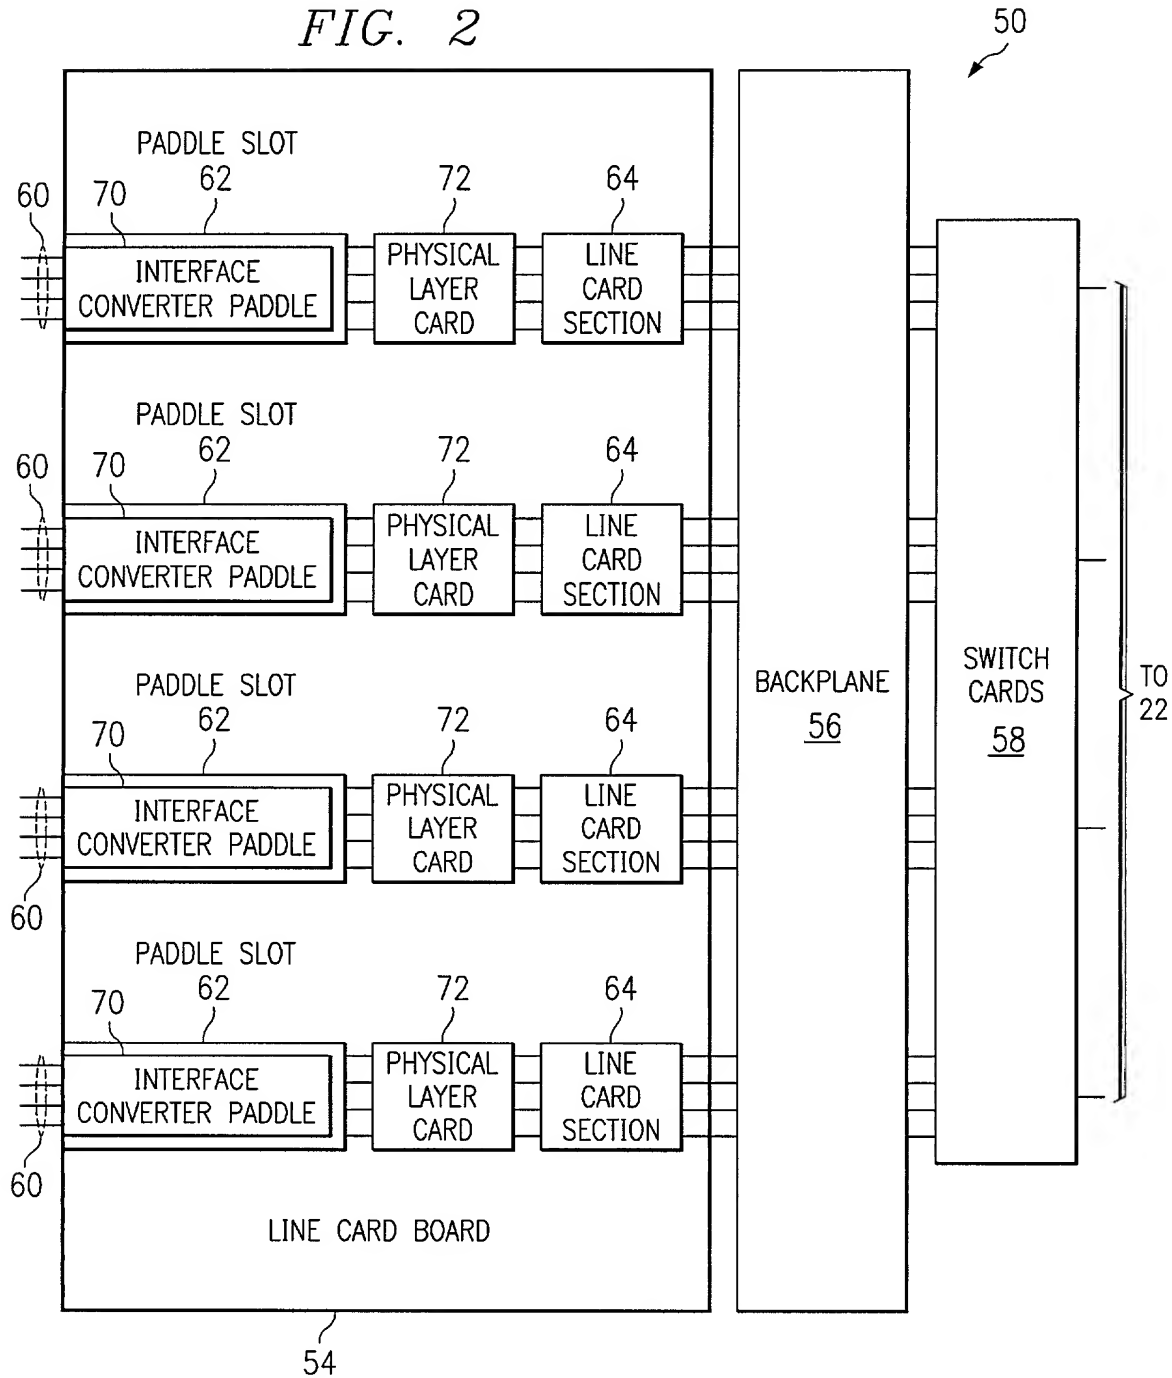 FIG. 2
50
PADDLE SLOT
60
70
62
72
64
INTERFACE
CONVERTER PADDLE
PHYSICAL
LAYER
CARD
LINE
CARD
SECTION
PADDLE SLOT
60
70
62
72
64
INTERFACE
CONVERTER PADDLE
PHYSICAL
LAYER
CARD
LINE
CARD
SECTION
BACKPLANE
56
SWITCH
CARDS
58
TO
22
PADDLE SLOT
70
62
72
64
INTERFACE
CONVERTER PADDLE
PHYSICAL
LAYER
CARD
LINE
CARD
SECTION
60
PADDLE SLOT
70
62
72
64
INTERFACE
CONVERTER PADDLE
PHYSICAL
LAYER
CARD
LINE
CARD
SECTION
60
LINE CARD BOARD
54